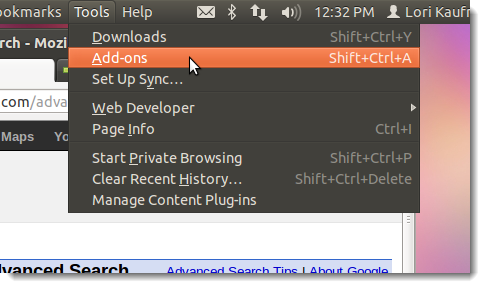 ookmarks Tools Help 12:32 PM Lori Kaufr
rch - Mozi
Downloads Shift+Ctrl+Y
Add-ons Shift+Ctrl+A
Set Up Sync...
.com/adva
Web Developer
Page Info Ctrl+I
Maps Yo
Start Private Browsing Shift+Ctrl+P
Clear Recent History... Shift+Ctrl+Delete
Manage Content Plug-ins
dvanced Search Advanced Search Tips | About Google